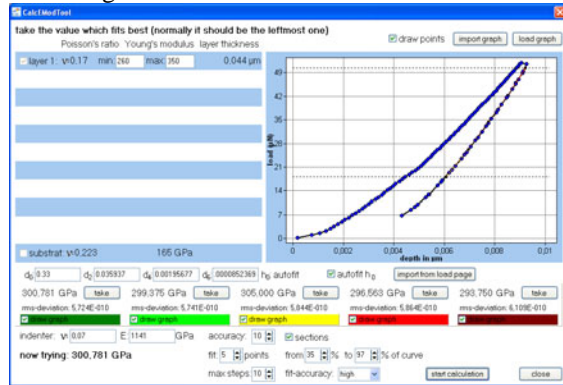 CalcEModTool
take the value which fits best (normally it should be the leftmost one)
Poisson's ratio Young's modulus layer thickness
draw points import graph load graph
layer 1: ν=0.17 min: 260 max: 350 0.044 µm
49
42
35
28
21
14
7
0
load (µN)
0 0,002 0,004 0,006 0,008 0,01
depth in µm
substrat: ν=0.223 165 GPa
d0 0.33 d2 0.035937 d4 0.00195677 d6 0000852369 h0 autofit autofit h0 import from load page
300,781 GPa take 299,375 GPa take 305,000 GPa take 296,563 GPa take 293,750 GPa take
rms-deviation: 5,724E-010 rms-deviation: 5,741E-010 rms-deviation: 5,844E-010 rms-deviation: 5,864E-010 rms-deviation: 6,109E-010
draw graph draw graph draw graph draw graph draw graph
indenter: ν: 0.07 E: 1141 GPa accuracy: 10 sections
now trying: 300,781 GPa fit: 5 points from 35 % to 97 % of curve
max steps: 10 fit-accuracy: high start calculation close